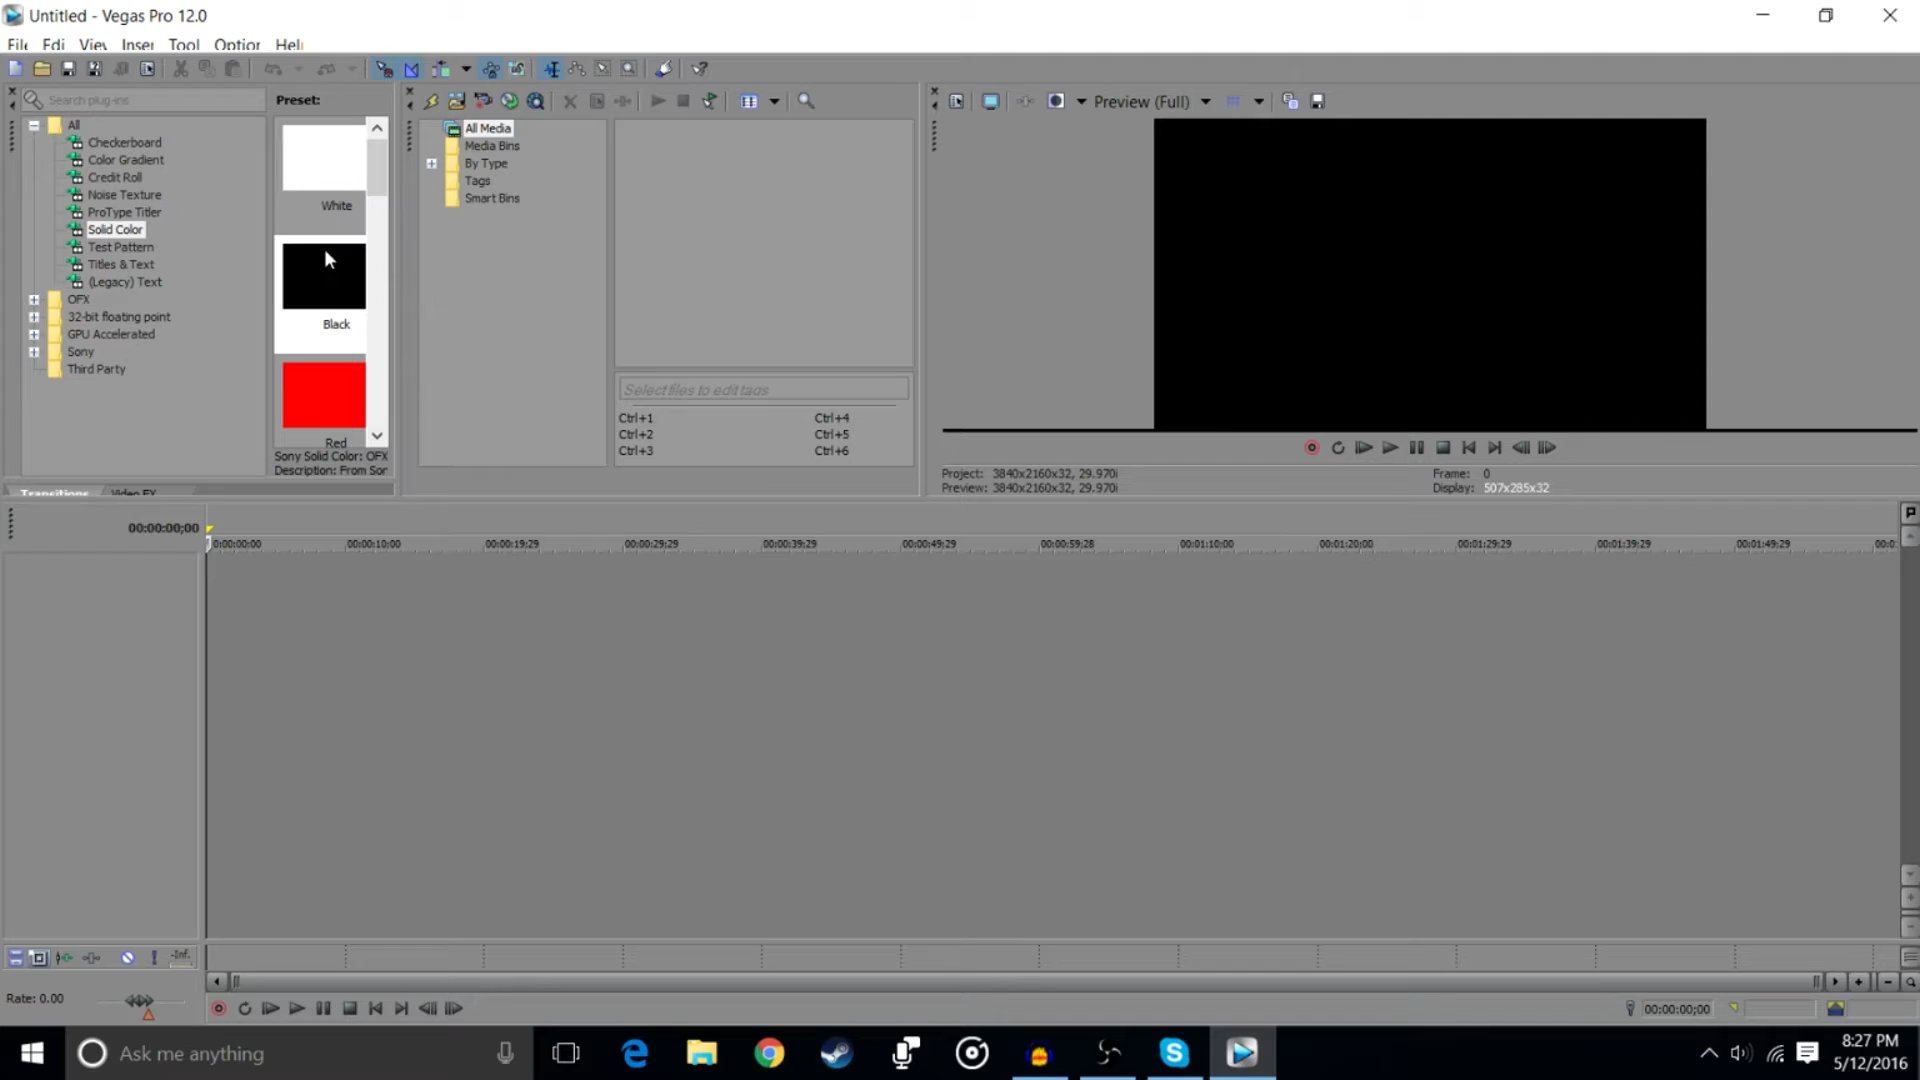 Untitled - Vegas Pro 12.0
File Edi View Inser Tool Option Help
Search plug-ins
Preset:
All
Checkerboard
Color Gradient
Credit Roll
Noise Texture
ProType Titler
Solid Color
Test Pattern
Titles & Text
(Legacy) Text
OFX
32-bit floating point
GPU Accelerated
Sony
Third Party
White
Black
Red
Sony Solid Color: OFX
Description: From Son
Transitions Video FX
All Media
Media Bins
By Type
Tags
Smart Bins
Select files to edit tags
Ctrl+1 Ctrl+4
Ctrl+2 Ctrl+5
Ctrl+3 Ctrl+6
Preview (Full)
Project: 3840x2160x32, 29.970i
Preview: 3840x2160x32, 29.970i
Frame: 0
Display: 507x285x32
00:00:00;00
0:00:00:00 00:00:10;00 00:00:19;29 00:00:29;29 00:00:39;29 00:00:49;29 00:00:59;28 00:01:10;00 00:01:20;00 00:01:29;29 00:01:39;29 00:01:49;29 00:0
-Inf.
Rate: 0.00
00:00:00;00
Ask me anything
8:27 PM
5/12/2016